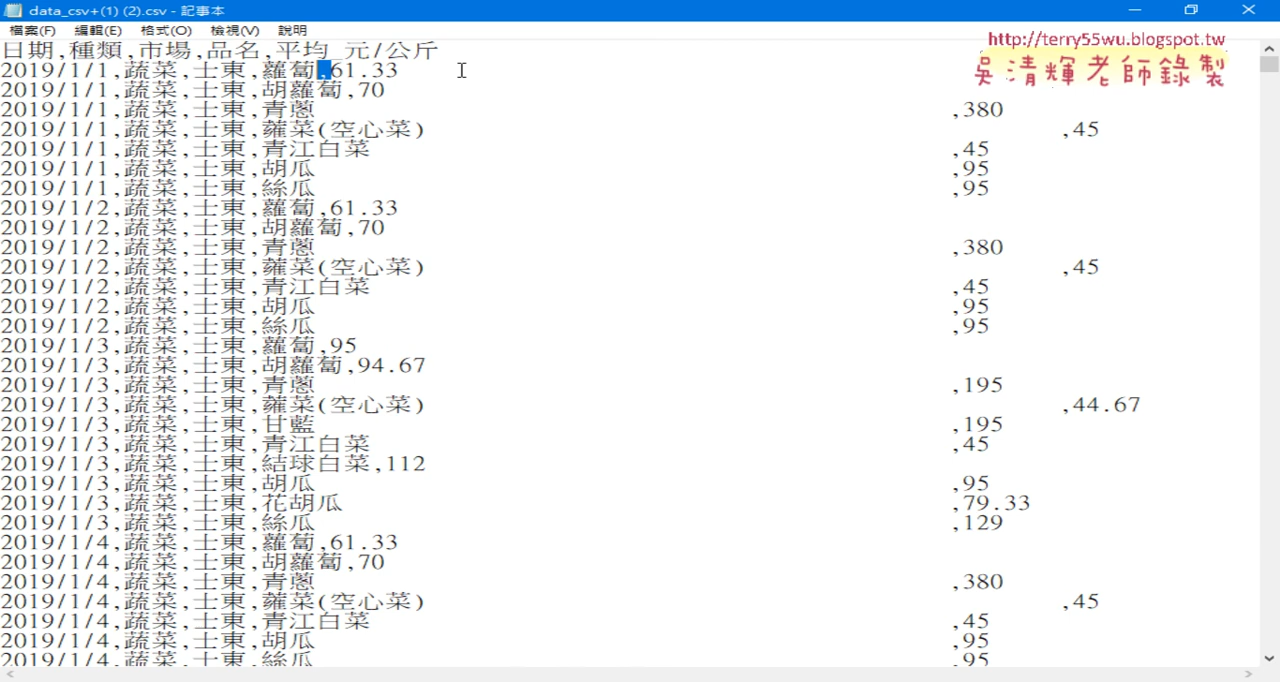 data_csv+(1) (2).csv - 記事本
檔案(F) 編輯(E) 格式(O) 檢視(V) 說明
http://terry55wu.blogspot.tw
吳清輝老師錄製
日期,種類,市場,品名,平均_元/公斤
2019/1/1,蔬菜,士東,蘿蔔,61.33
2019/1/1,蔬菜,士東,胡蘿蔔,70
2019/1/1,蔬菜,士東,青蔥 ,380
2019/1/1,蔬菜,士東,蕹菜(空心菜) ,45
2019/1/1,蔬菜,士東,青江白菜 ,45
2019/1/1,蔬菜,士東,胡瓜 ,95
2019/1/1,蔬菜,士東,絲瓜 ,95
2019/1/2,蔬菜,士東,蘿蔔,61.33
2019/1/2,蔬菜,士東,胡蘿蔔,70
2019/1/2,蔬菜,士東,青蔥 ,380
2019/1/2,蔬菜,士東,蕹菜(空心菜) ,45
2019/1/2,蔬菜,士東,青江白菜 ,45
2019/1/2,蔬菜,士東,胡瓜 ,95
2019/1/2,蔬菜,士東,絲瓜 ,95
2019/1/3,蔬菜,士東,蘿蔔,95
2019/1/3,蔬菜,士東,胡蘿蔔,94.67
2019/1/3,蔬菜,士東,青蔥 ,195
2019/1/3,蔬菜,士東,蕹菜(空心菜) ,44.67
2019/1/3,蔬菜,士東,甘藍 ,195
2019/1/3,蔬菜,士東,青江白菜 ,45
2019/1/3,蔬菜,士東,結球白菜,112
2019/1/3,蔬菜,士東,胡瓜 ,95
2019/1/3,蔬菜,士東,花胡瓜 ,79.33
2019/1/3,蔬菜,士東,絲瓜 ,129
2019/1/4,蔬菜,士東,蘿蔔,61.33
2019/1/4,蔬菜,士東,胡蘿蔔,70
2019/1/4,蔬菜,士東,青蔥 ,380
2019/1/4,蔬菜,士東,蕹菜(空心菜) ,45
2019/1/4,蔬菜,士東,青江白菜 ,45
2019/1/4,蔬菜,士東,胡瓜 ,95
2019/1/4,蔬菜,士東,絲瓜 ,95